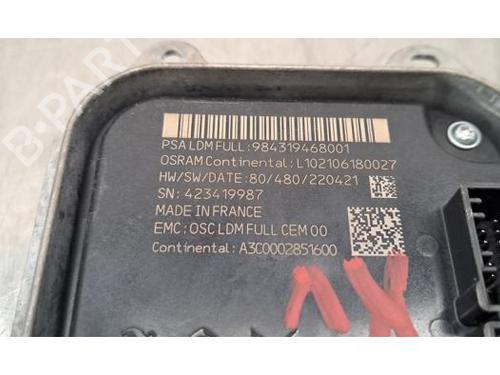 B-PARTS
PSA LDM FULL : 984319468001
OSRAM Continental : L102106180027
HW/SW/DATE : 80/480/220421
SN : 423419987
MADE IN FRANCE
EMC : OSC LDM FULL CEM 00
Continental : A3C0002851600